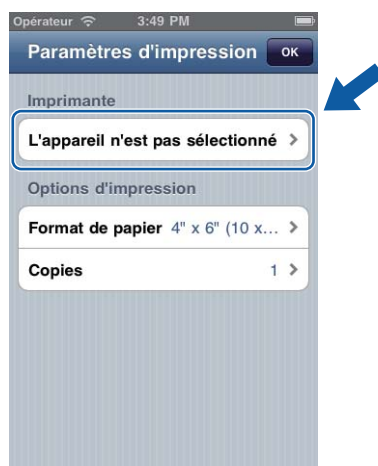 Opérateur 3:49 PM
Paramètres d'impression OK
Imprimante
L'appareil n'est pas sélectionné
Options d'impression
Format de papier 4" x 6" (10 x...
Copies 1